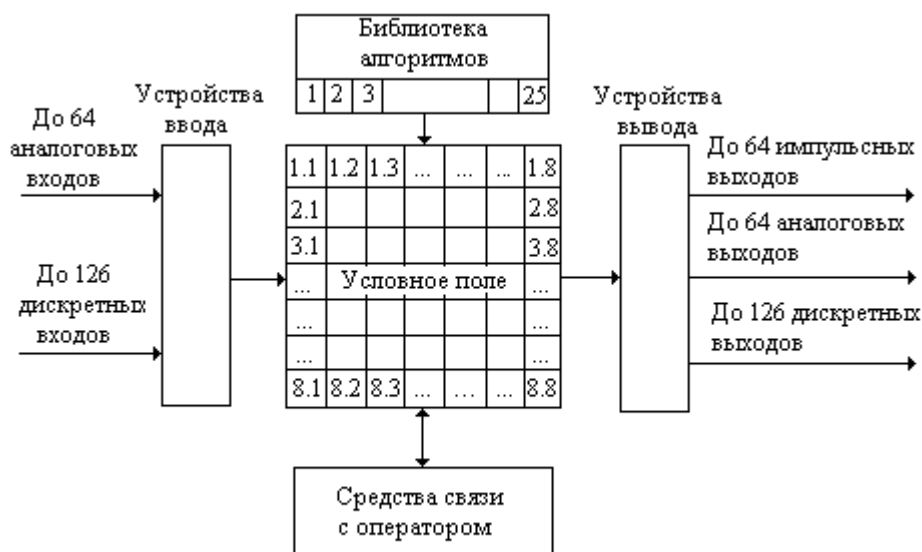 Библиотека
алгоритмов
1 2 3 25
Устройства
ввода
До 64
аналоговых
входов
До 126
дискретных
входов
1.1 1.2 1.3 ... ... ... 1.8
2.1 2.8
3.1 3.8
... Условное поле ...
... ...
... ...
8.1 8.2 8.3 ... ... ... 8.8
Устройства
вывода
До 64 импульсных
выходов
До 64 аналоговых
выходов
До 126 дискретных
выходов
Средства связи
с оператором